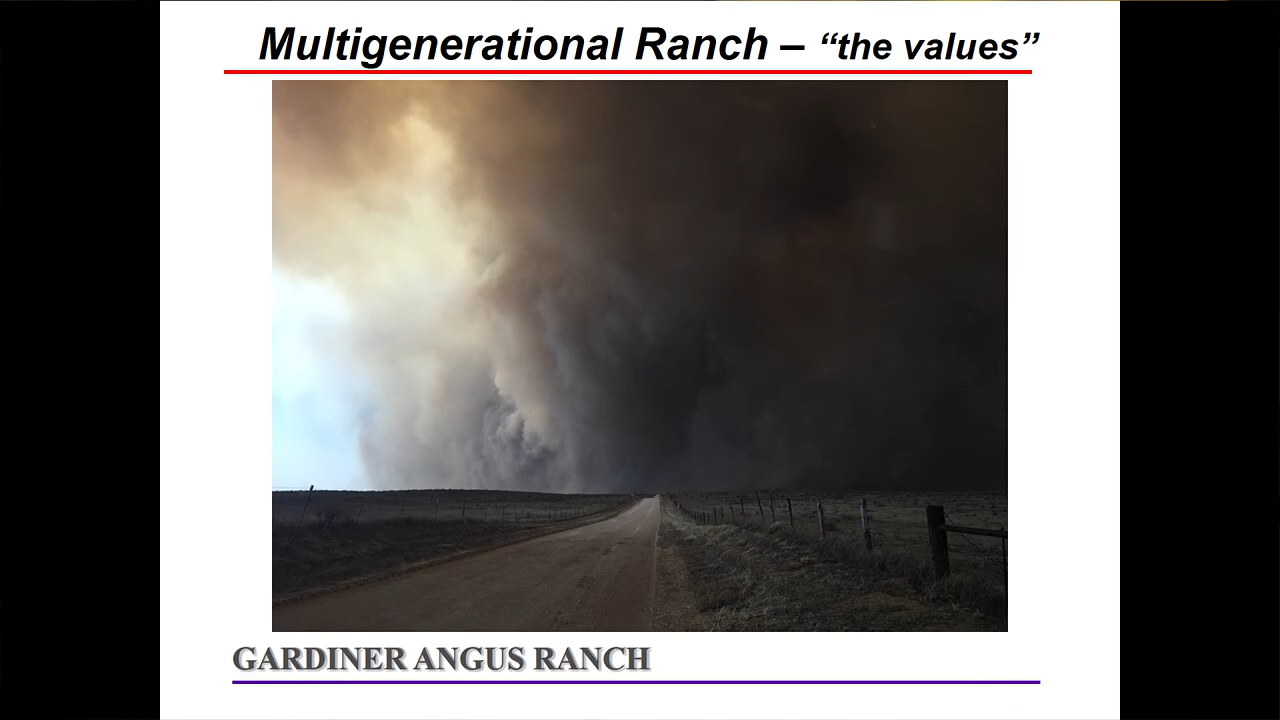 Multigenerational Ranch – “the values”
GARDINER ANGUS RANCH